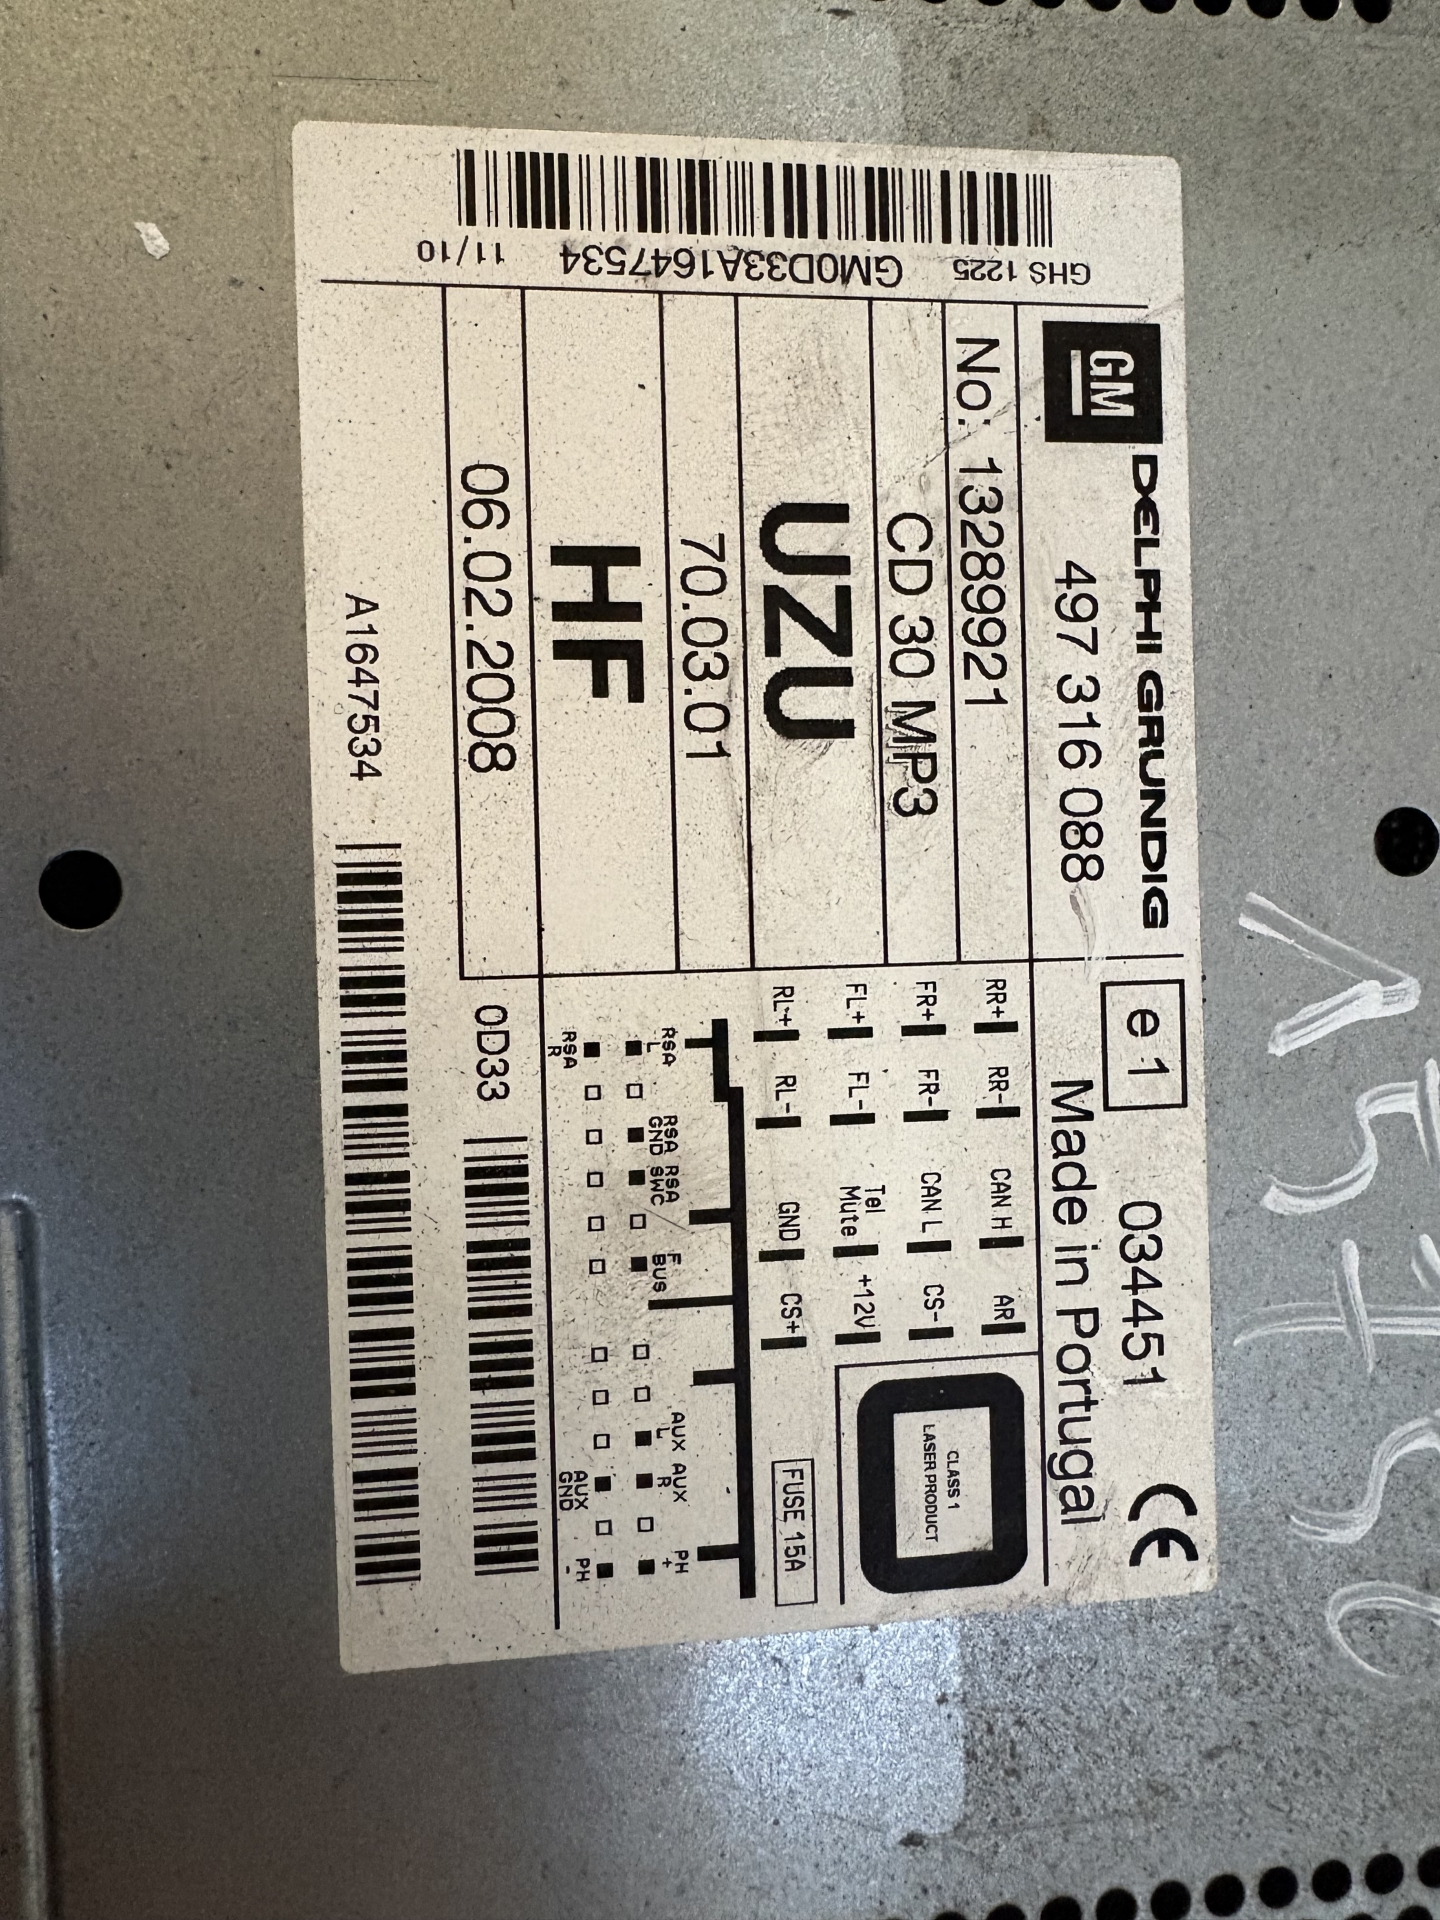 GM DELPHI GRUNDIG
497 316 088
No: 13289921
CD 30 MP3
UZU
70.03.01
HF
06.02.2008
A1647534
e 1 034451 CE
Made in Portugal
RR+ RR- CAN H AR
FR+ FR- CAN L CS-
FL+ FL- Tel Mute +12V
RL+ RL- GND CS+
CLASS 1
LASER PRODUCT
FUSE 15A
RSA L RSA GND RSA SWC F BUS AUX L AUX R PH +
RSA R AUX GND PH -
0D33
GHS 1225 GM0D33A1647534 11/10